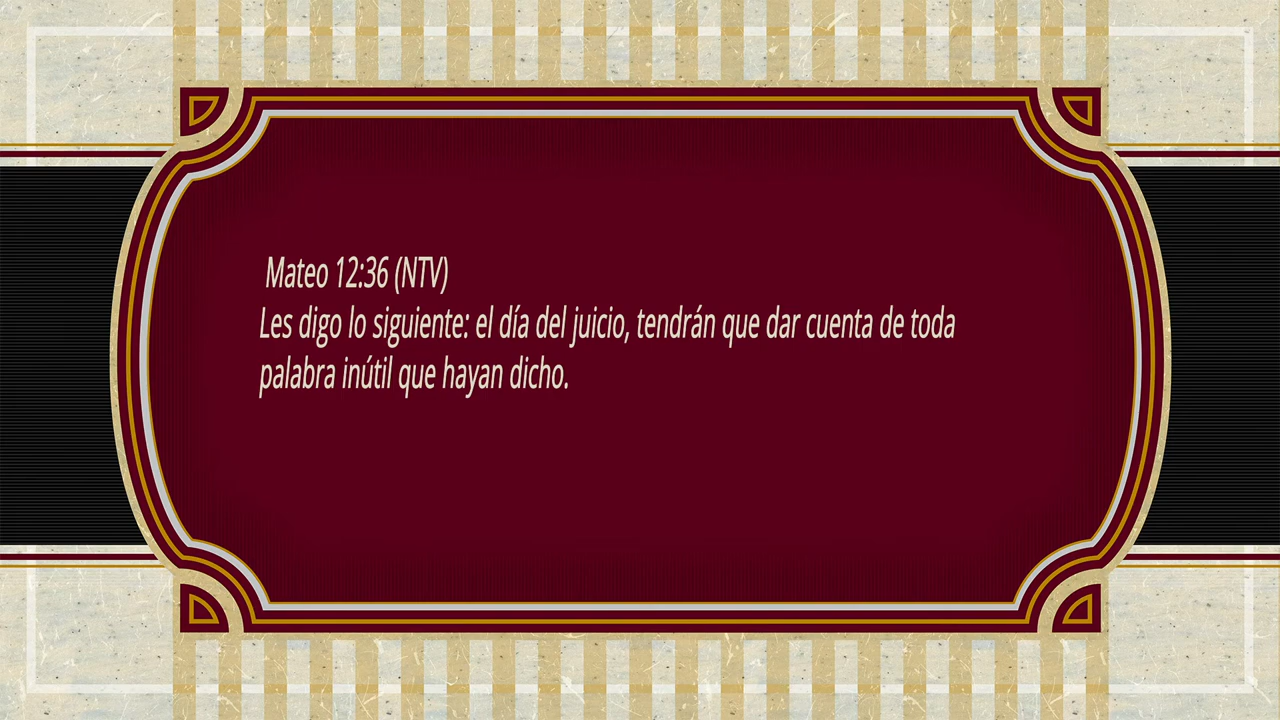 Mateo 12:36 (NTV)
Les digo lo siguiente: el día del juicio, tendrán que dar cuenta de toda
palabra inútil que hayan dicho.